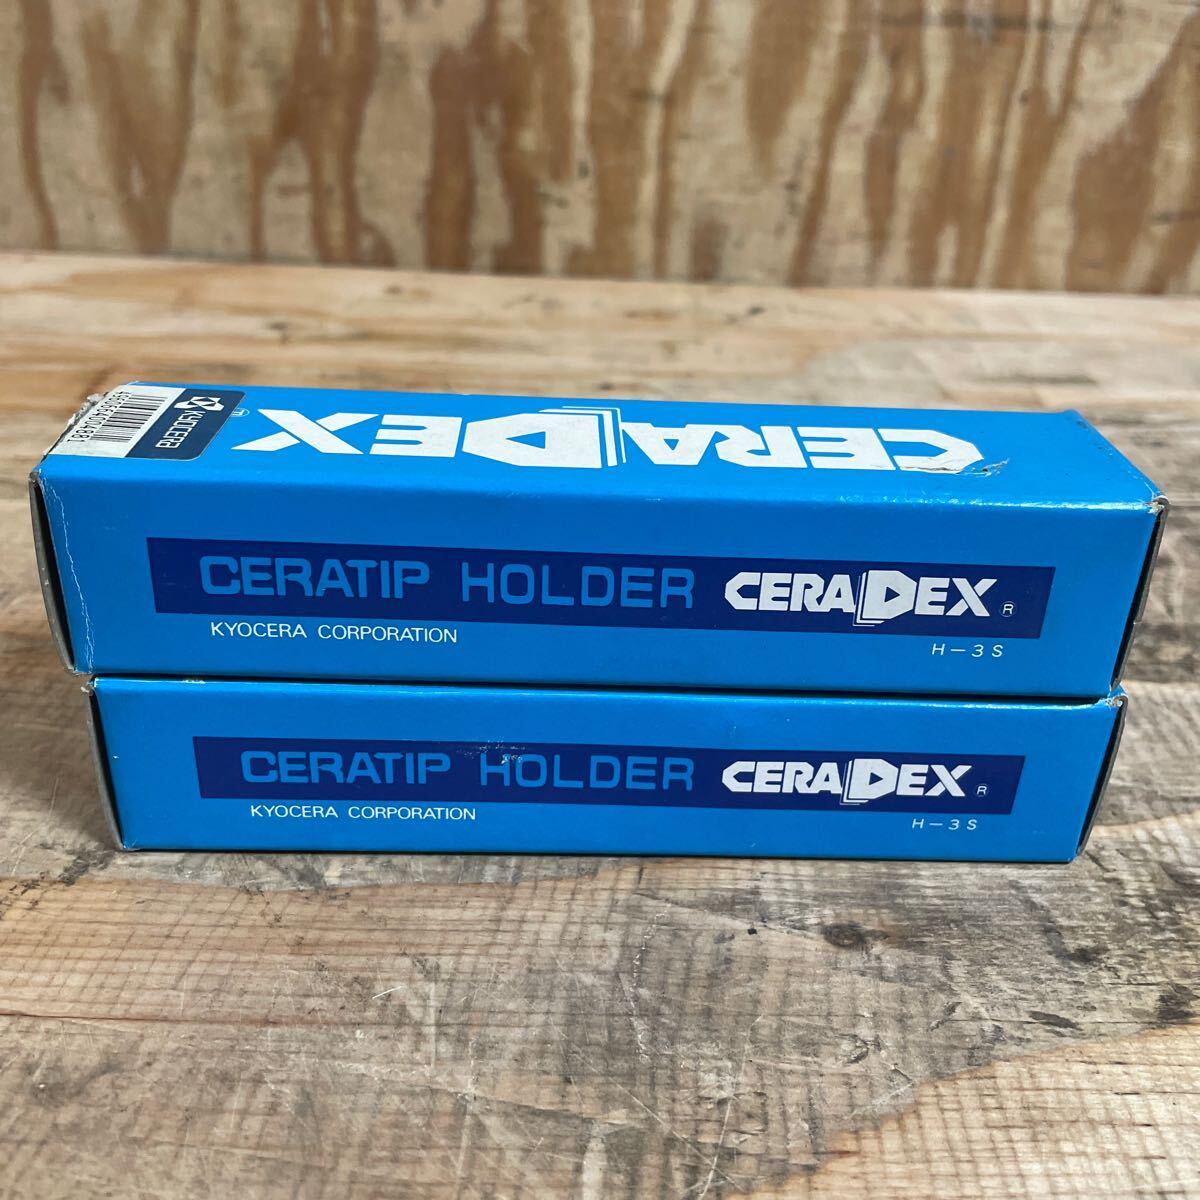 CERADEX
KYOCERA
CERATIP HOLDER CERADEX ®
KYOCERA CORPORATION
H-3S
CERATIP HOLDER CERADEX ®
KYOCERA CORPORATION
H-3S